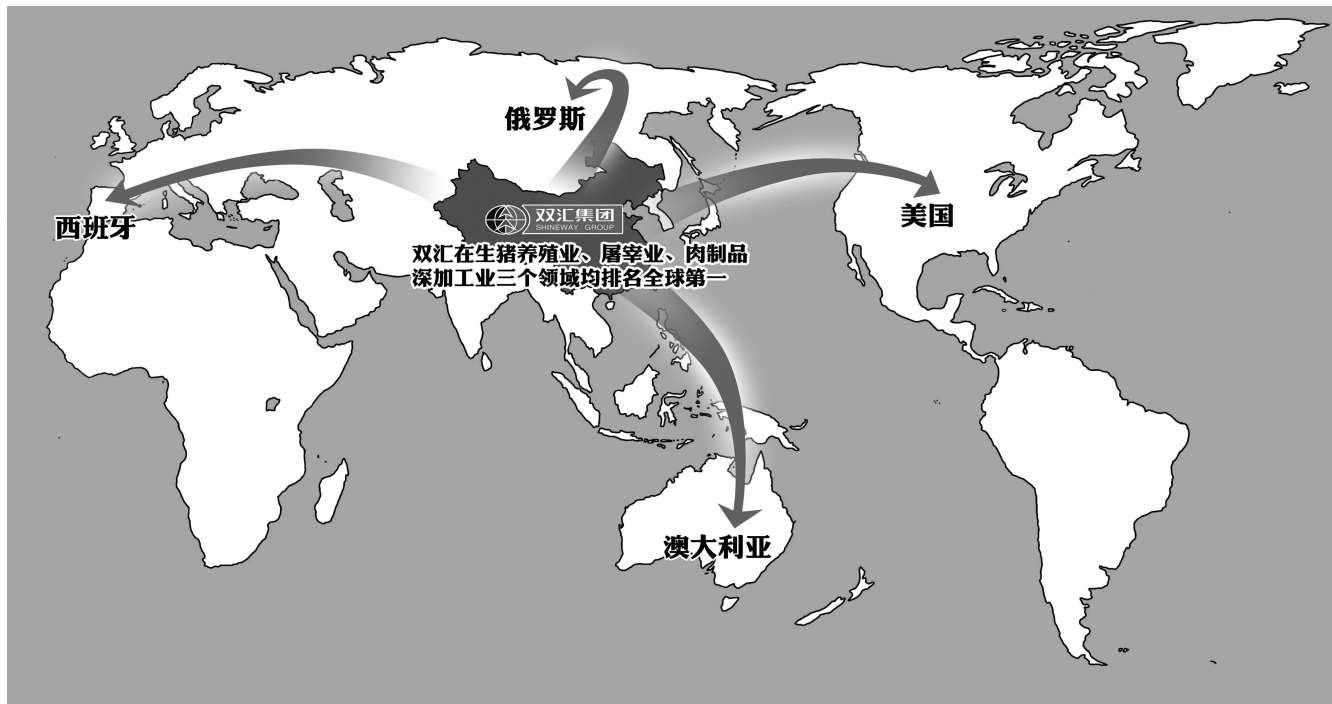 俄罗斯
西班牙
美国
双汇集团
SHINEWAY GROUP
双汇在生猪养殖业、屠宰业、肉制品
深加工业三个领域均排名全球第一
澳大利亚